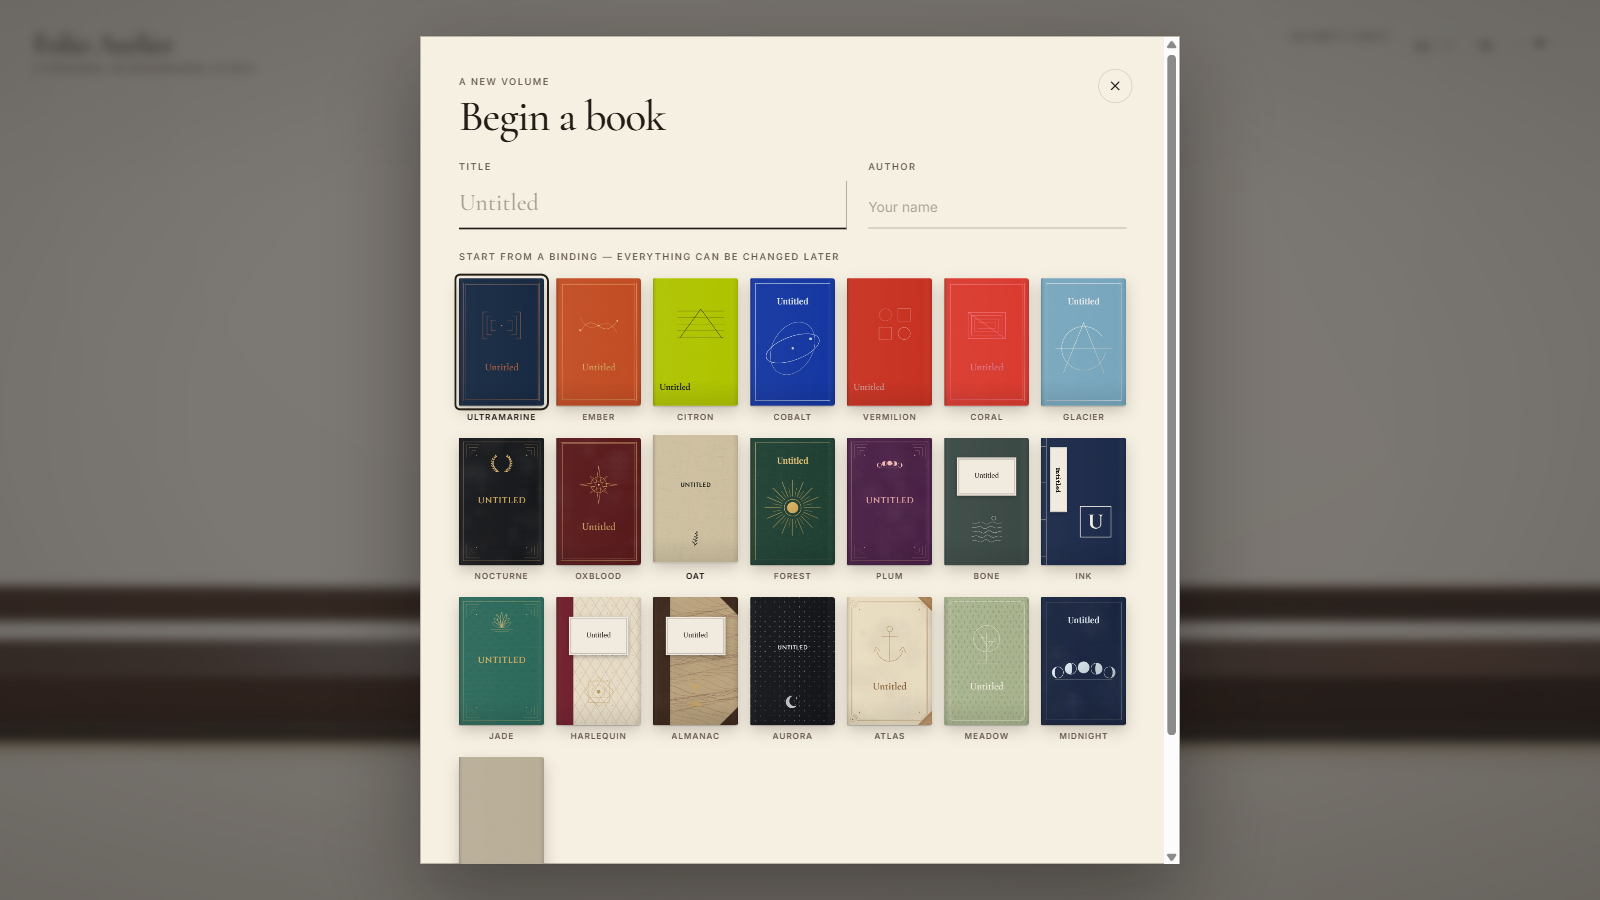 A NEW VOLUME
Begin a book
TITLE
AUTHOR
Untitled
Your name
START FROM A BINDING — EVERYTHING CAN BE CHANGED LATER
Untitled
Untitled
Untitled
Untitled
Untitled
Untitled
Untitled
ULTRAMARINE
EMBER
CITRON
COBALT
VERMILION
CORAL
GLACIER
UNTITLED
Untitled
UNTITLED
Untitled
UNTITLED
Untitled
Untitled
U
NOCTURNE
OXBLOOD
OAT
FOREST
PLUM
BONE
INK
UNTITLED
Untitled
Untitled
UNTITLED
Untitled
Untitled
Untitled
JADE
HARLEQUIN
ALMANAC
AURORA
ATLAS
MEADOW
MIDNIGHT